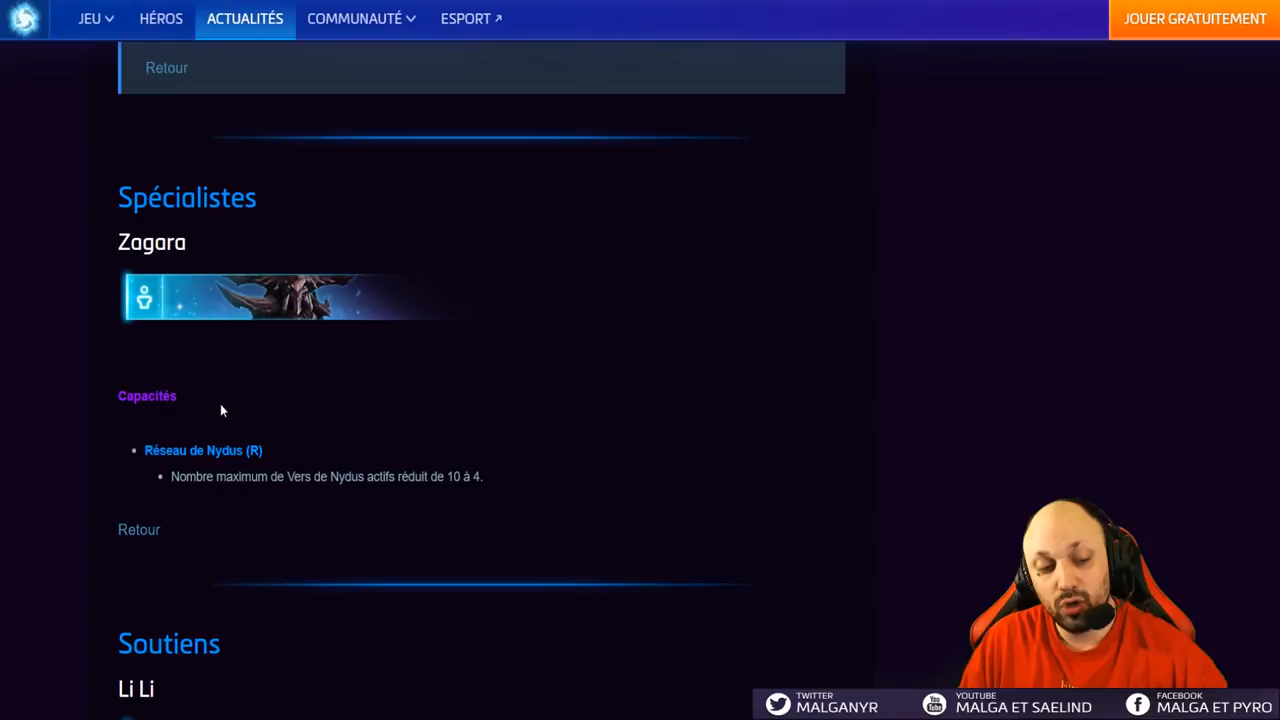 JEU HÉROS ACTUALITÉS COMMUNAUTÉ ESPORT JOUER GRATUITEMENT
Retour
Spécialistes
Zagara
Capacités
• Réseau de Nydus (R)
• Nombre maximum de Vers de Nydus actifs réduit de 10 à 4.
Retour
Soutiens
Li Li
TWITTER
MALGANYR
YOUTUBE
MALGA ET SAELIND
FACEBOOK
MALGA ET PYRO